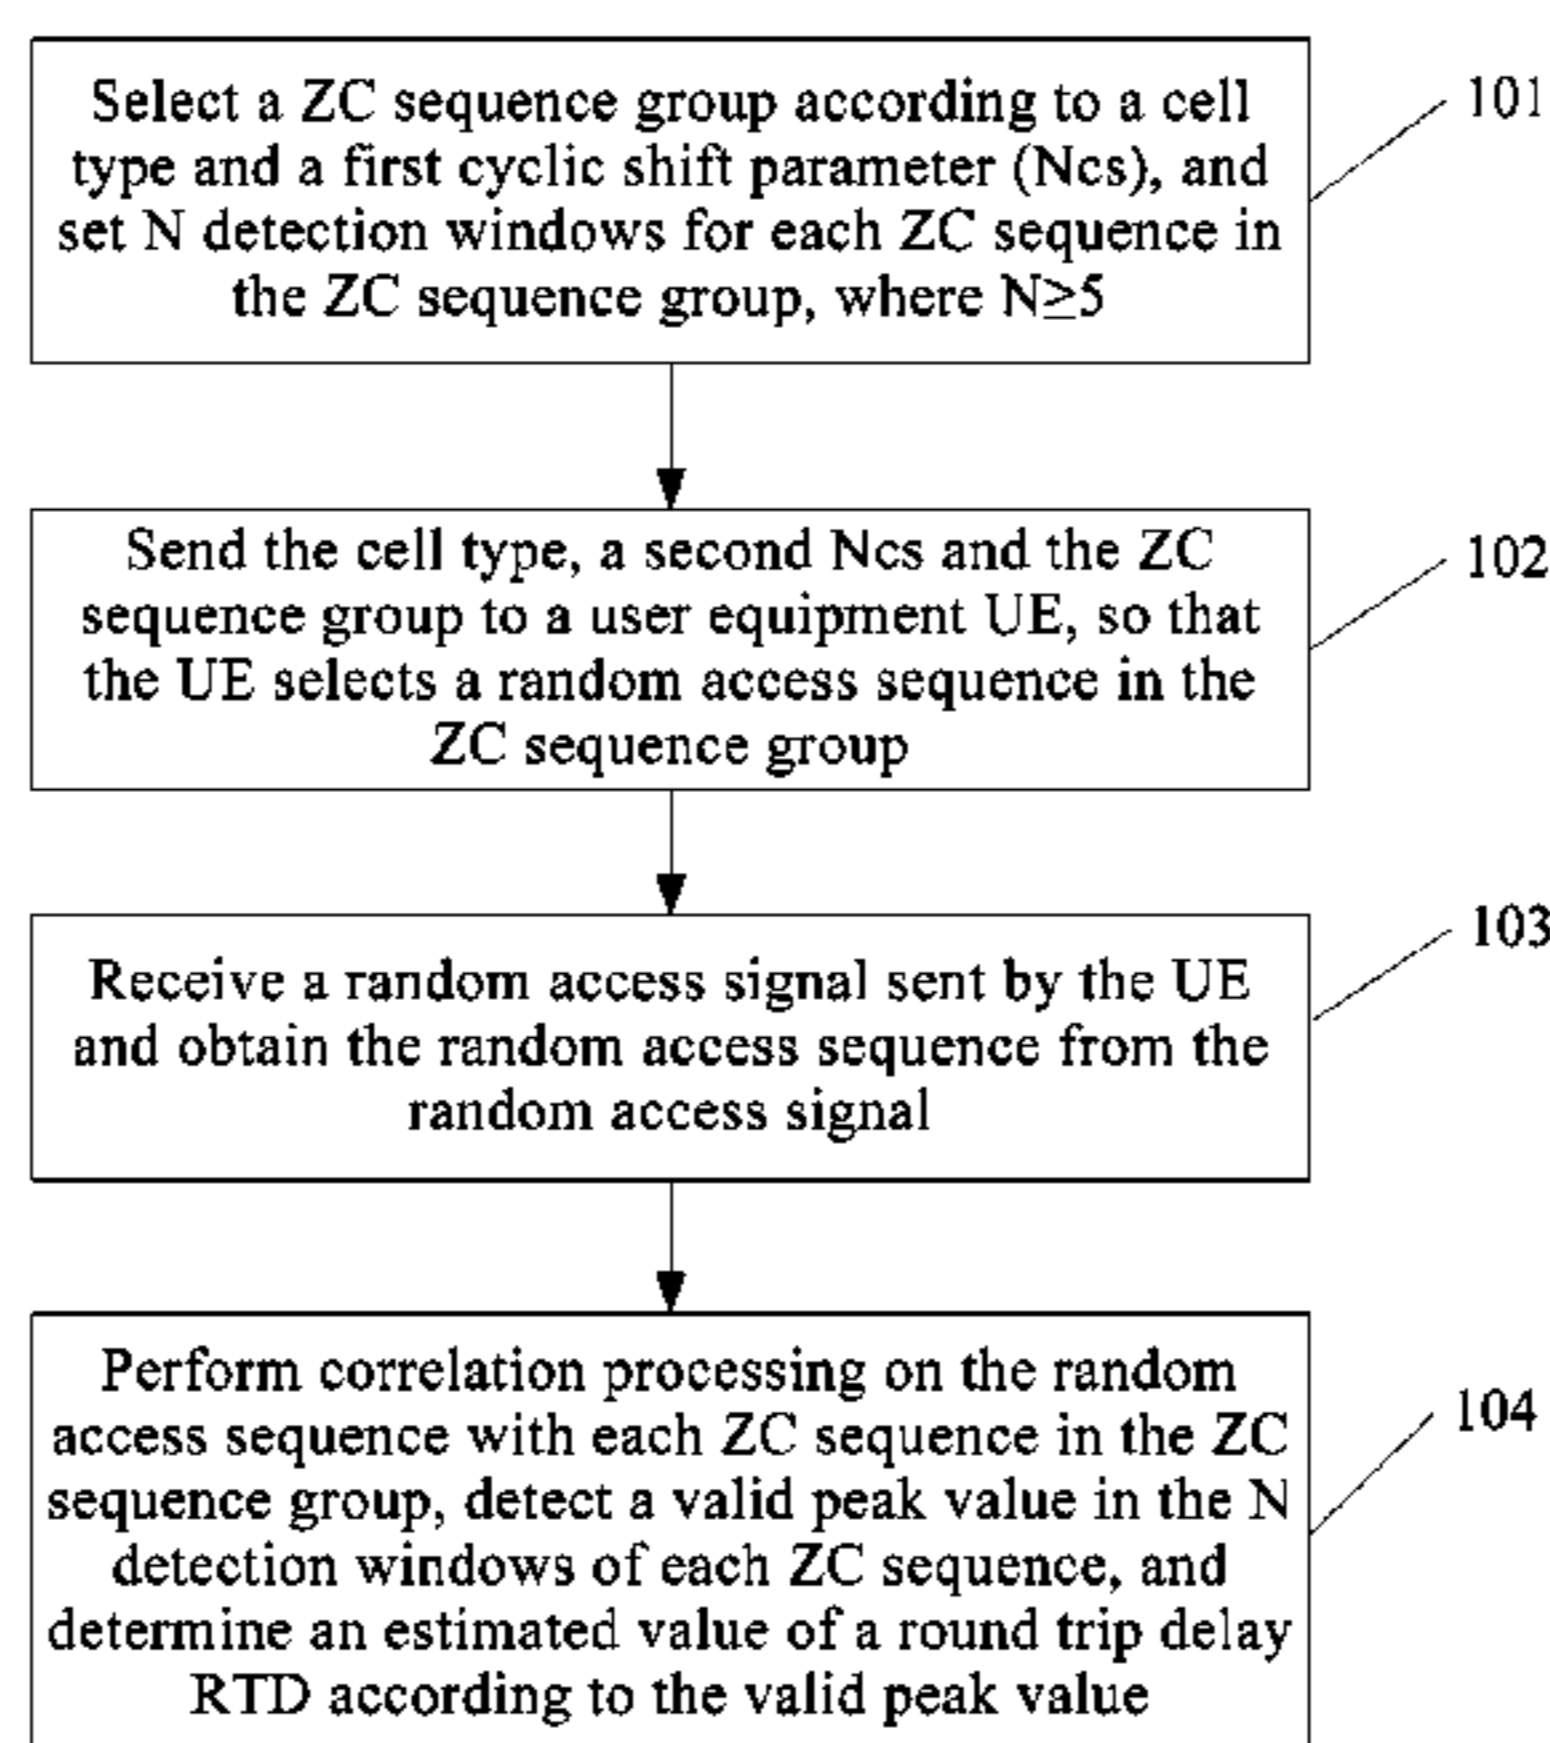 Select a ZC sequence group according to a cell
type and a first cyclic shift parameter (Ncs), and
set N detection windows for each ZC sequence in
the ZC sequence group, where N≥5
101
Send the cell type, a second Ncs and the ZC
sequence group to a user equipment UE, so that
the UE selects a random access sequence in the
ZC sequence group
102
Receive a random access signal sent by the UE
and obtain the random access sequence from the
random access signal
103
Perform correlation processing on the random
access sequence with each ZC sequence in the ZC
sequence group, detect a valid peak value in the N
detection windows of each ZC sequence, and
determine an estimated value of a round trip delay
RTD according to the valid peak value
104